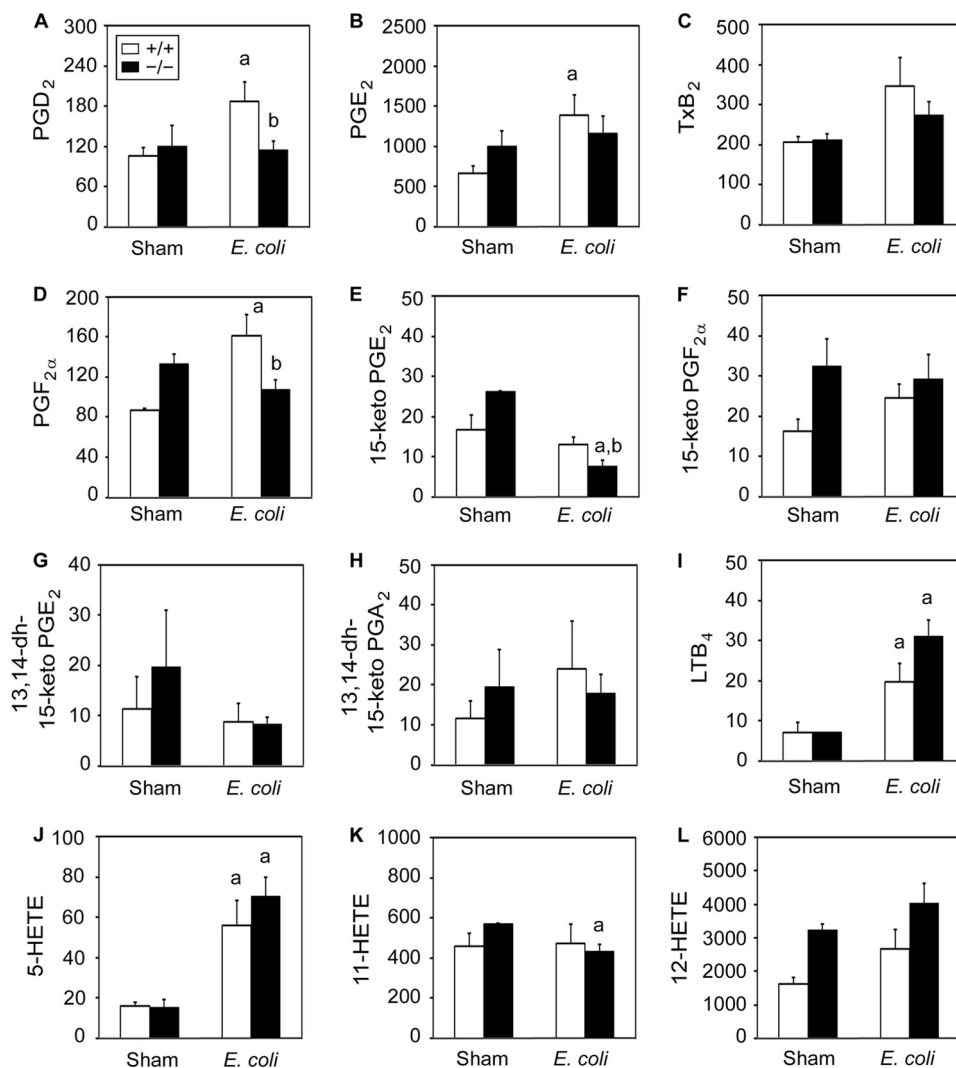 A
300
240
180
120
60
0
PGD2
+/+
−/−
a
b
Sham
E. coli
B
2500
2000
1500
1000
500
0
PGE2
a
Sham
E. coli
C
500
400
300
200
100
0
TxB2
Sham
E. coli
D
200
160
120
80
40
0
PGF2α
a
b
Sham
E. coli
E
50
40
30
20
10
0
15-keto PGE2
a,b
Sham
E. coli
F
50
40
30
20
10
0
15-keto PGF2α
Sham
E. coli
G
40
30
20
10
0
13,14-dh-
15-keto PGE2
Sham
E. coli
H
50
40
30
20
10
0
13,14-dh-
15-keto PGA2
Sham
E. coli
I
50
40
30
20
10
0
LTB4
a
a
Sham
E. coli
J
100
80
60
40
20
0
5-HETE
a
a
Sham
E. coli
K
1000
800
600
400
200
0
11-HETE
a
Sham
E. coli
L
6000
5000
4000
3000
2000
1000
0
12-HETE
Sham
E. coli